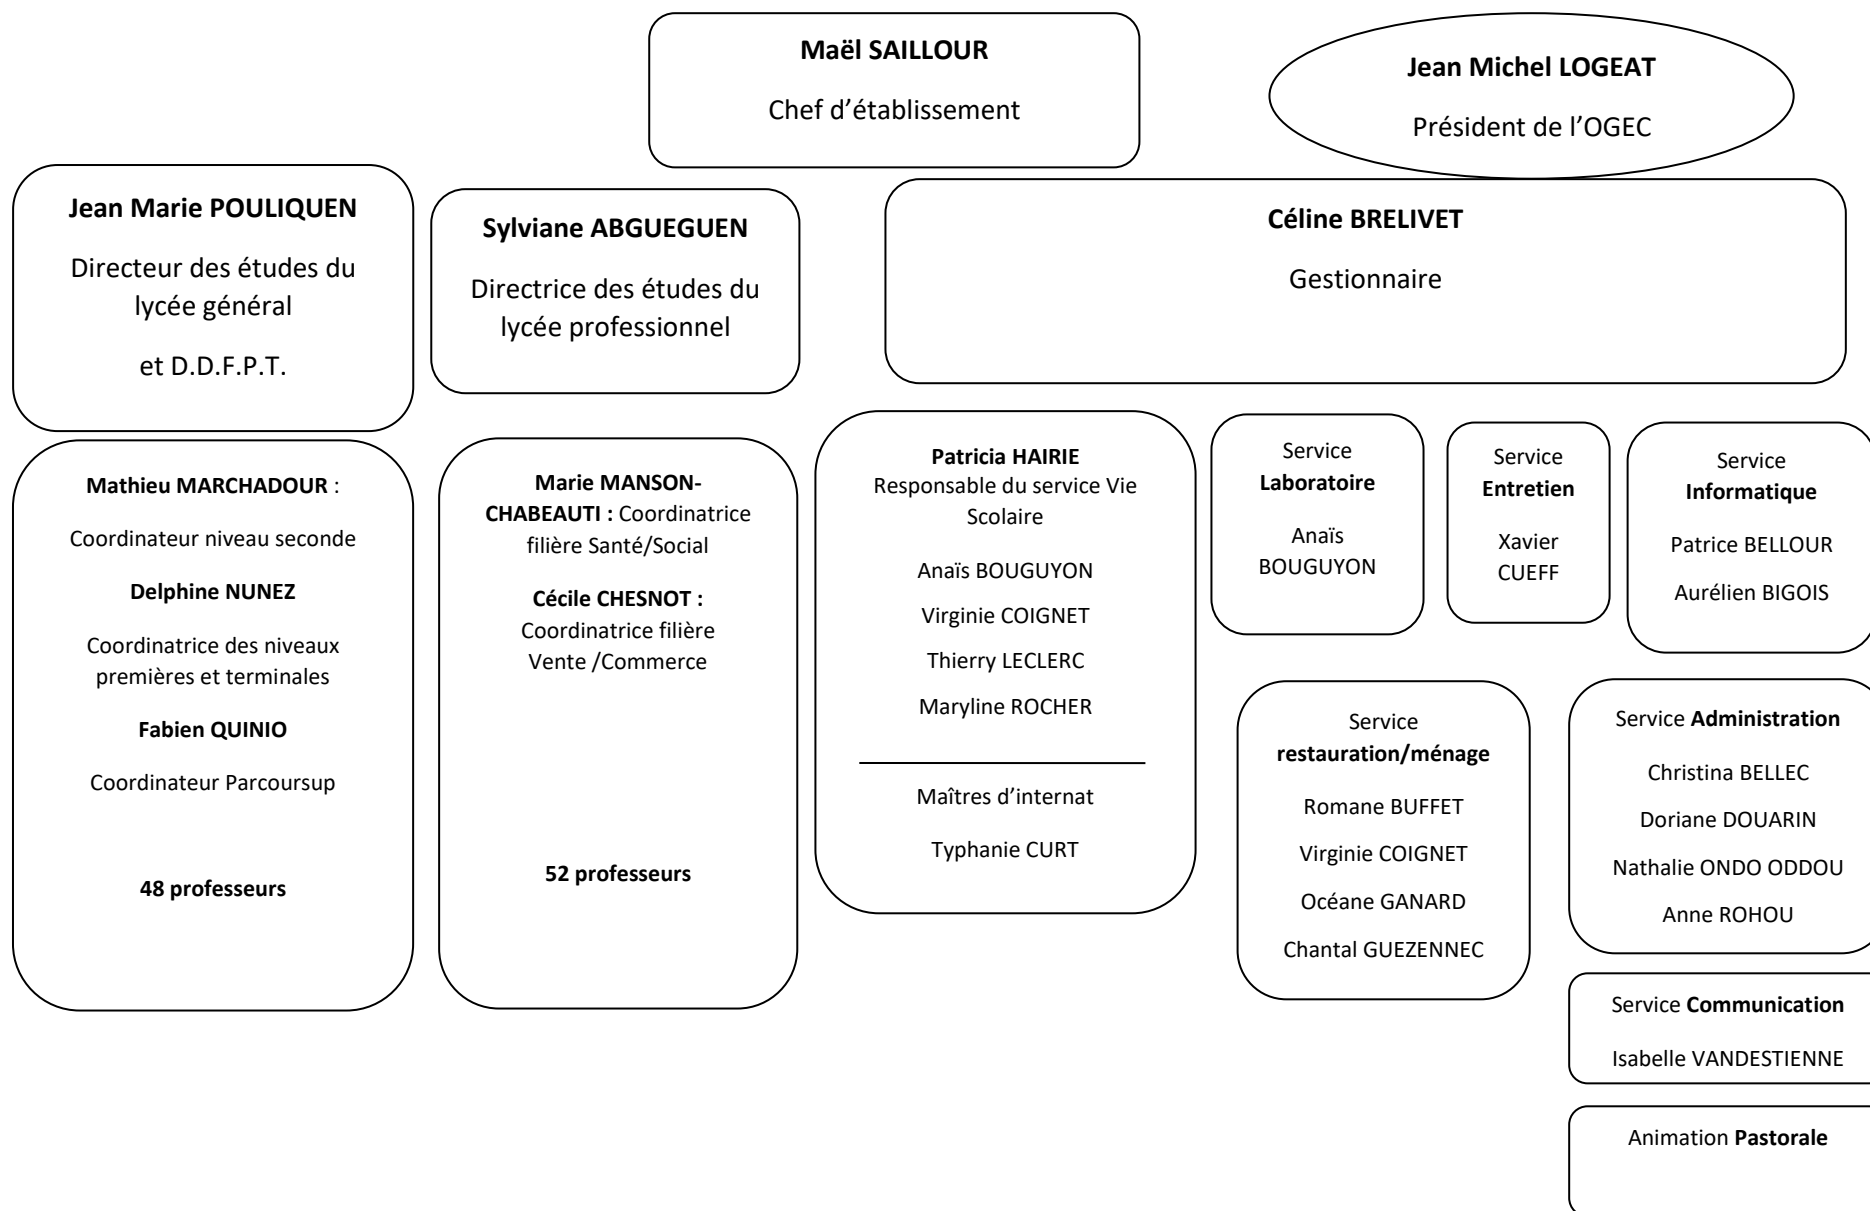 Maël SAILLOUR
Chef d’établissement
Jean Michel LOGEAT
Président de l’OGEC
Jean Marie POULIQUEN
Directeur des études du
lycée général
et D.D.F.P.T.
Sylviane ABGUEGUEN
Directrice des études du
lycée professionnel
Céline BRELIVET
Gestionnaire
Mathieu MARCHADOUR :
Coordinateur niveau seconde
Delphine NUNEZ
Coordinatrice des niveaux
premières et terminales
Fabien QUINIO
Coordinateur Parcoursup
48 professeurs
Marie MANSON-
CHABEAUTI : Coordinatrice
filière Santé/Social
Cécile CHESNOT :
Coordinatrice filière
Vente /Commerce
52 professeurs
Patricia HAIRIE
Responsable du service Vie
Scolaire
Anaïs BOUGUYON
Virginie COIGNET
Thierry LECLERC
Maryline ROCHER
Maîtres d’internat
Typhanie CURT
Service
Laboratoire
Anaïs
BOUGUYON
Service
Entretien
Xavier
CUEFF
Service
Informatique
Patrice BELLOUR
Aurélien BIGOIS
Service
restauration/ménage
Romane BUFFET
Virginie COIGNET
Océane GANARD
Chantal GUEZENNEC
Service Administration
Christina BELLEC
Doriane DOUARIN
Nathalie ONDO ODDOU
Anne ROHOU
Service Communication
Isabelle VANDESTIENNE
Animation Pastorale